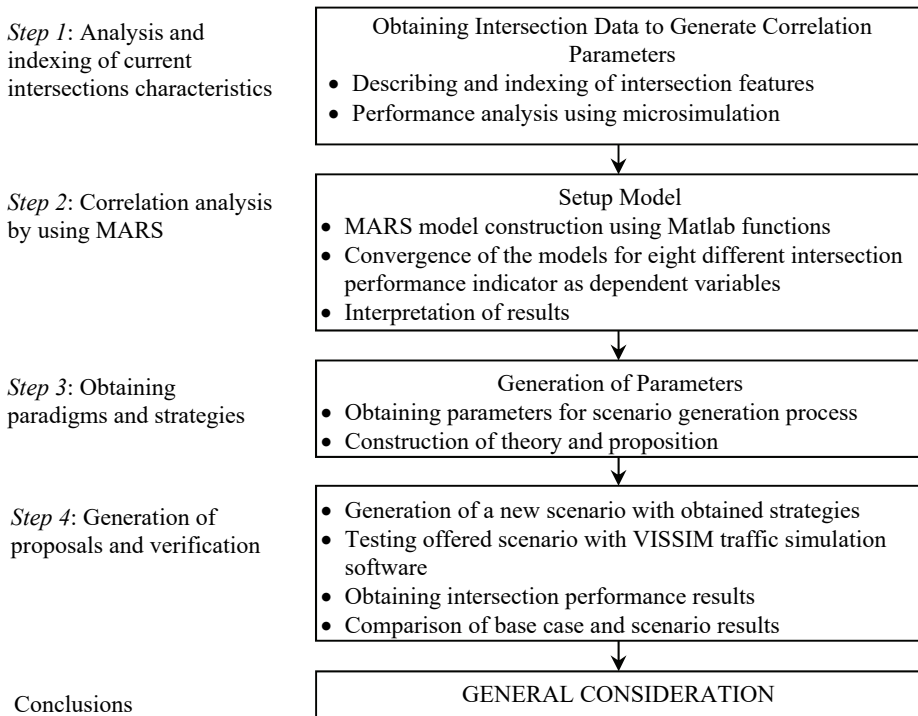 Step 1: Analysis and
indexing of current
intersections characteristics
Obtaining Intersection Data to Generate Correlation
Parameters
• Describing and indexing of intersection features
• Performance analysis using microsimulation
Step 2: Correlation analysis
by using MARS
Setup Model
• MARS model construction using Matlab functions
• Convergence of the models for eight different intersection
performance indicator as dependent variables
• Interpretation of results
Step 3: Obtaining
paradigms and strategies
Generation of Parameters
• Obtaining parameters for scenario generation process
• Construction of theory and proposition
Step 4: Generation of
proposals and verification
• Generation of a new scenario with obtained strategies
• Testing offered scenario with VISSIM traffic simulation
software
• Obtaining intersection performance results
• Comparison of base case and scenario results
Conclusions
GENERAL CONSIDERATION